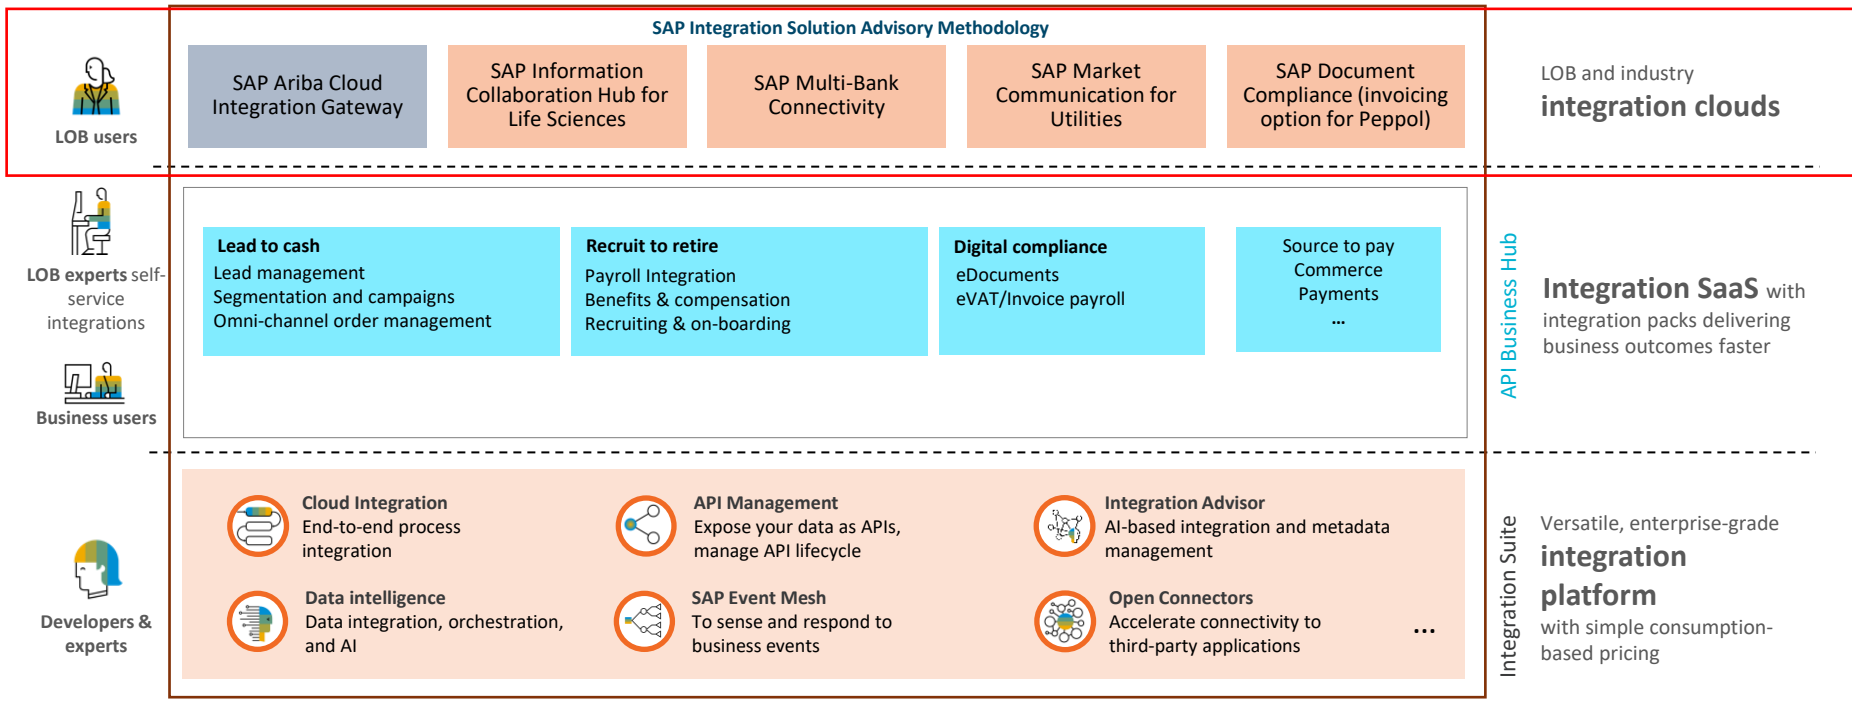 SAP Integration Solution Advisory Methodology
LOB users
SAP Ariba Cloud
Integration Gateway
SAP Information
Collaboration Hub for
Life Sciences
SAP Multi-Bank
Connectivity
SAP Market
Communication for
Utilities
SAP Document
Compliance (invoicing
option for Peppol)
LOB and industry
integration clouds
LOB experts self-
service
integrations
Business users
Lead to cash
Lead management
Segmentation and campaigns
Omni-channel order management
Recruit to retire
Payroll Integration
Benefits & compensation
Recruiting & on-boarding
Digital compliance
eDocuments
eVAT/Invoice payroll
Source to pay
Commerce
Payments
...
API Business Hub
Integration SaaS with
integration packs delivering
business outcomes faster
Developers &
experts
Cloud Integration
End-to-end process
integration
API Management
Expose your data as APIs,
manage API lifecycle
Integration Advisor
AI-based integration and metadata
management
Data intelligence
Data integration, orchestration,
and AI
SAP Event Mesh
To sense and respond to
business events
Open Connectors
Accelerate connectivity to
third-party applications
...
Integration Suite
Versatile, enterprise-grade
integration
platform
with simple consumption-
based pricing